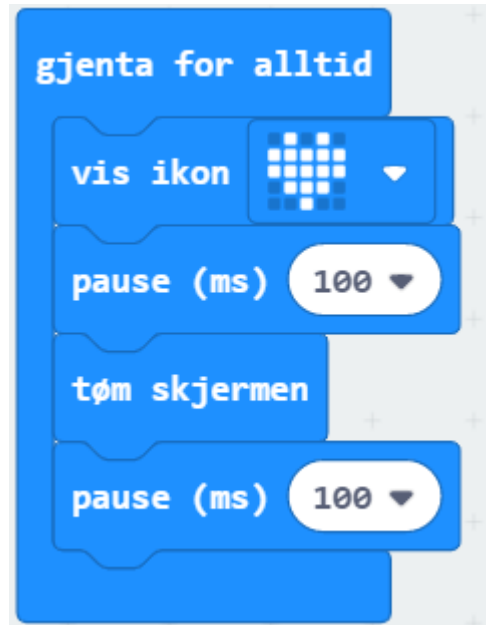 gjenta for alltid
vis ikon
pause (ms) 100
tøm skjermen
pause (ms) 100